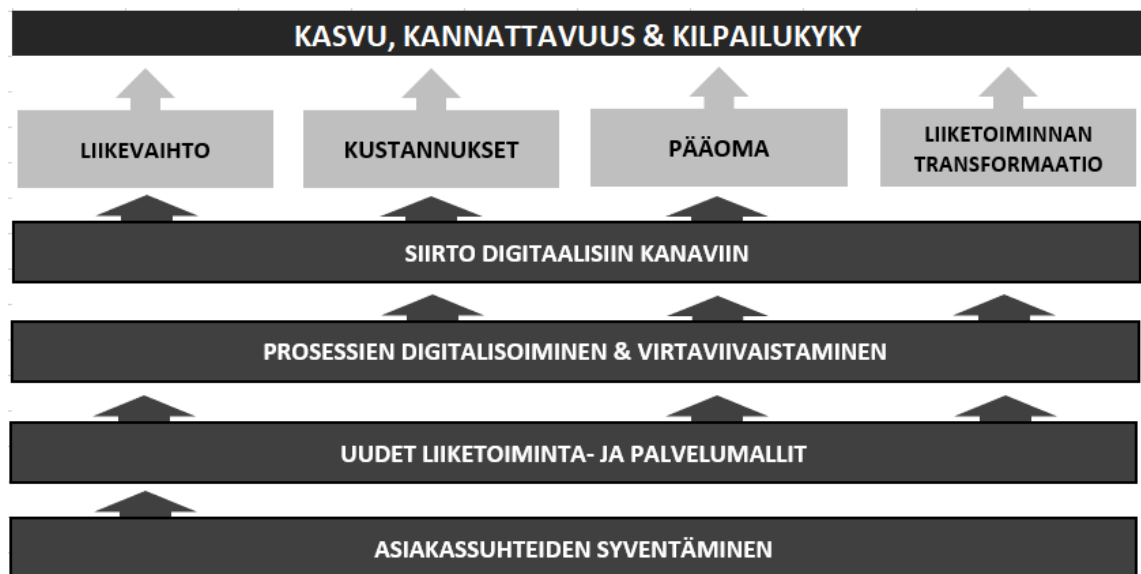 KASVU, KANNATTAVUUS & KILPAILUKYKY
LIIKEVAIHTO
KUSTANNUKSET
PÄÄOMA
LIIKETOIMINNAN
TRANSFORMAATIO
SIIRTO DIGITAALISIIN KANAVIIN
PROSESSIEN DIGITALISOIMINEN & VIRTAVIIVAISTAMINEN
UUDET LIIKETOIMINTA- JA PALVELUMALLIT
ASIAKASSUHTEIDEN SYVENTÄMINEN